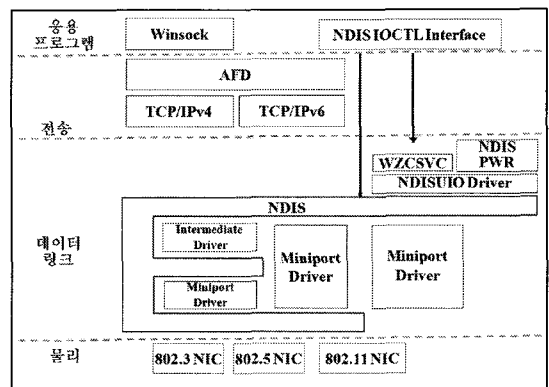 응용
프로그램
Winsock
NDIS IOCTL Interface
AFD
TCP/IPv4
TCP/IPv6
전송
WZCSVC
NDIS
PWR
NDISUIO Driver
NDIS
Intermediate
Driver
Miniport
Driver
Miniport
Driver
Miniport
Driver
데이터
링크
물리
802.3 NIC
802.5 NIC
802.11 NIC